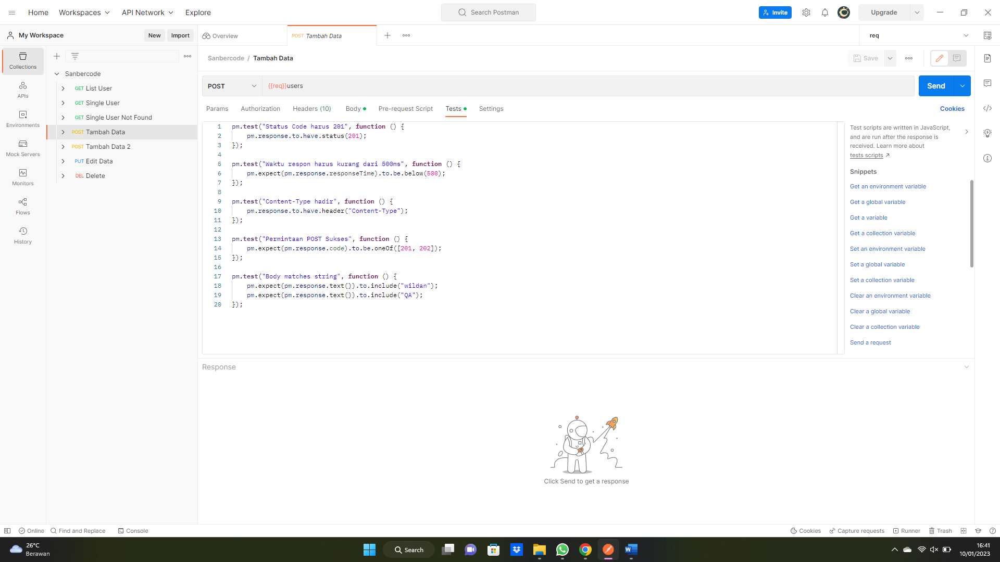 Home Workspaces API Network Explore Search Postman Invite Upgrade
My Workspace New Import Overview POST Tambah Data req
Sanbercode / Tambah Data Save
Collections
APIs
Environments
Mock Servers
Monitors
Flows
History
Sanbercode
GET List User
GET Single User
GET Single User Not Found
POST Tambah Data
POST Tambah Data 2
PUT Edit Data
DEL Delete
POST {{req}}users Send
Params Authorization Headers (10) Body Pre-request Script Tests Settings Cookies
1 pm.test("Status Code harus 201", function () {
2 pm.response.to.have.status(201);
3 });
4
5 pm.test("Waktu respon harus kurang dari 500ms", function () {
6 pm.expect(pm.response.responseTime).to.be.below(500);
7 });
8
9 pm.test("Content-Type hadir", function () {
10 pm.response.to.have.header("Content-Type");
11 });
12
13 pm.test("Permintaan POST Sukses", function () {
14 pm.expect(pm.response.code).to.be.oneOf([201, 202]);
15 });
16
17 pm.test("Body matches string", function () {
18 pm.expect(pm.response.text()).to.include("wildan");
19 pm.expect(pm.response.text()).to.include("QA");
20 });
Test scripts are written in JavaScript,
and are run after the response is
received. Learn more about
tests scripts ↗
Snippets
Get an environment variable
Get a global variable
Get a variable
Get a collection variable
Set an environment variable
Set a global variable
Set a collection variable
Clear an environment variable
Clear a global variable
Clear a collection variable
Send a request
Response
Click Send to get a response
Online Find and Replace Console Cookies Capture requests Runner Trash
26°C
Berawan
Search
16:41
10/01/2023